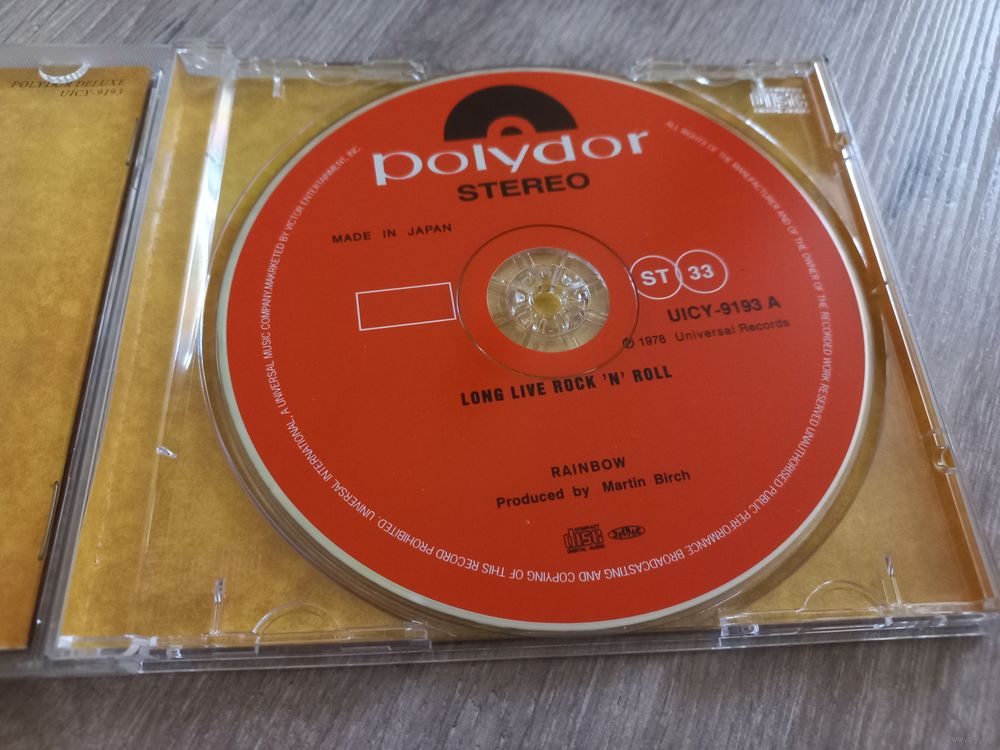 POLYDOR DELUXE
UICY-9193
polydor
STEREO
MADE IN JAPAN
ST 33
UICY-9193 A
℗ 1978 Universal Records
LONG LIVE ROCK 'N' ROLL
RAINBOW
Produced by Martin Birch
COMPACT
disc
DIGITAL AUDIO
ALL RIGHTS OF THE MANUFACTURER AND OF THE OWNER OF THE RECORDED WORK RESERVED UNAUTHORISED PUBLIC PERFORMANCE BROADCASTING AND COPYING OF THIS RECORD PROHIBITED. UNIVERSAL INTERNATIONAL, A UNIVERSAL MUSIC COMPANY.MAKRKETED BY VICTOR ENTERTAINMENT, INC.
disc